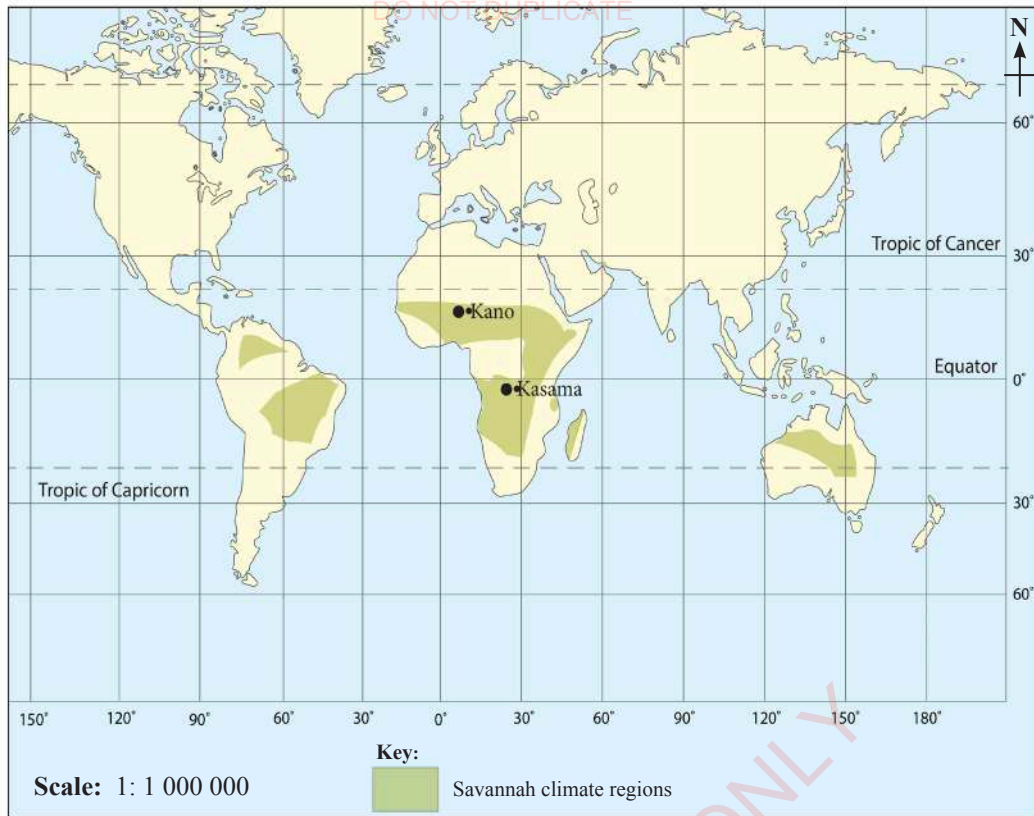 DO NOT DUPLICATE
N
60°
Tropic of Cancer
30°
Kano
Equator
0°
Kasama
Tropic of Capricorn
30°
60°
150° 120° 90° 60° 30° 0° 30° 60° 90° 120° 150° 180°
Key:
Scale: 1: 1 000 000
Savannah climate regions
ONLY